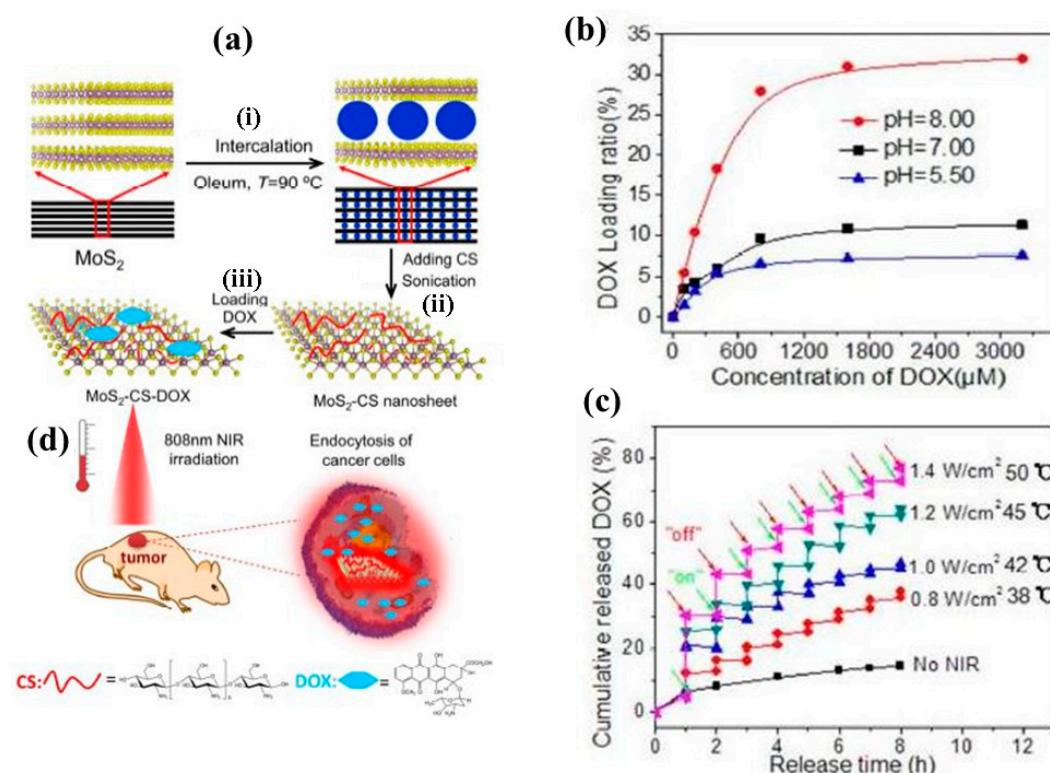 (a)
(i)
Intercalation
Oleum, T=90 ºC
MoS2
Adding CS
Sonication
(ii)
(iii)
Loading
DOX
MoS2-CS-DOX
MoS2-CS nanosheet
(d)
808nm NIR
irradiation
Endocytosis of
cancer cells
tumor
CS:
=
DOX:
=
(b)
DOX Loading ratio(%)
35
30
25
20
15
10
5
0
pH=8.00
pH=7.00
pH=5.50
0 600 1200 1800 2400 3000
Concentration of DOX(µM)
(c)
Cumulative released DOX (%)
80
60
40
20
0
"off"
"on"
1.4 W/cm² 50 ℃
1.2 W/cm² 45 ℃
1.0 W/cm² 42 ℃
0.8 W/cm² 38 ℃
No NIR
0 2 4 6 8 10 12
Release time (h)